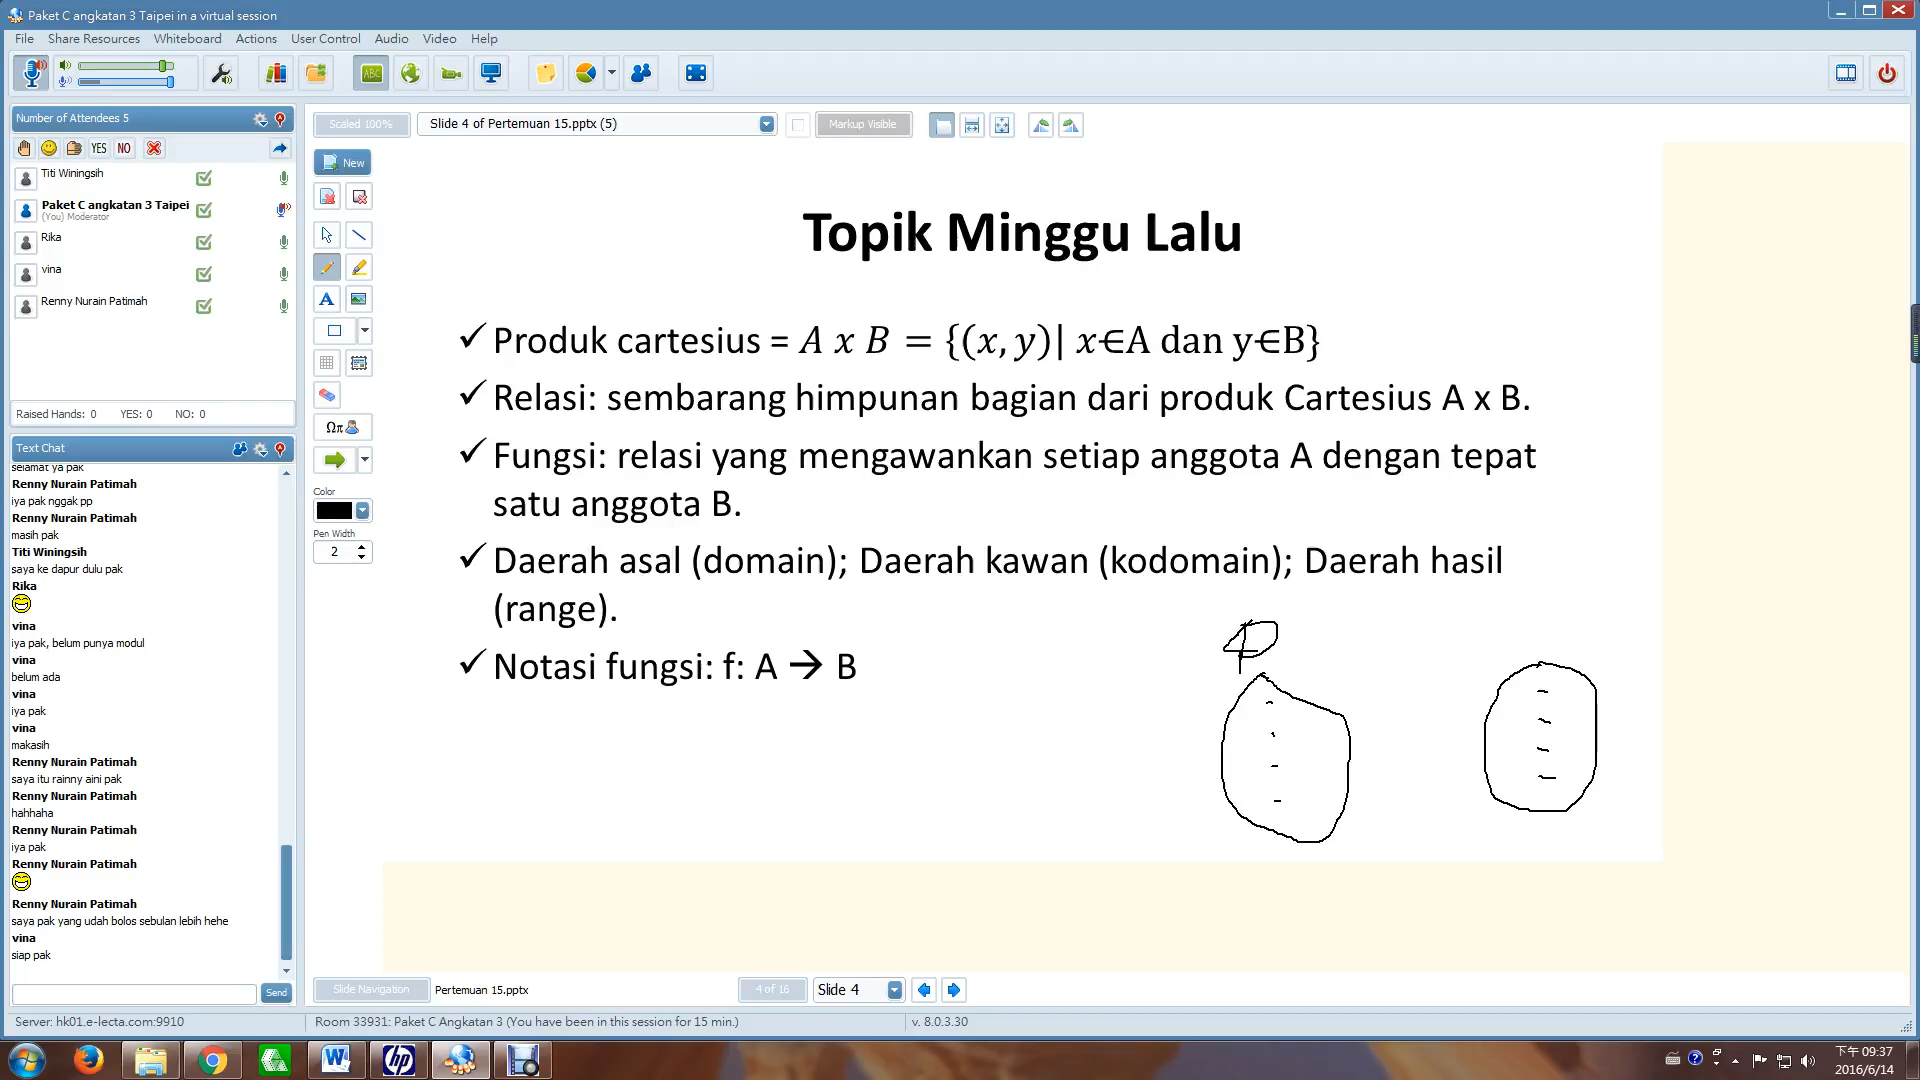 Paket C angkatan 3 Taipei in a virtual session
File Share Resources Whiteboard Actions User Control Audio Video Help
ABC
Number of Attendees 5
YES NO
Titi Winingsih
Paket C angkatan 3 Taipei
(You) Moderator
Rika
vina
Renny Nurain Patimah
Raised Hands: 0 YES: 0 NO: 0
Text Chat
selamat ya pak
Renny Nurain Patimah
iya pak nggak pp
Renny Nurain Patimah
masih pak
Titi Winingsih
saya ke dapur dulu pak
Rika
vina
iya pak, belum punya modul
vina
belum ada
vina
iya pak
vina
makasih
Renny Nurain Patimah
saya itu rainny aini pak
Renny Nurain Patimah
hahhaha
Renny Nurain Patimah
iya pak
Renny Nurain Patimah
Renny Nurain Patimah
saya pak yang udah bolos sebulan lebih hehe
vina
siap pak
Send
Scaled 100%
Slide 4 of Pertemuan 15.pptx (5)
Markup Visible
New
A
Ωπ
Color
Pen Width
2
Topik Minggu Lalu
✓ Produk cartesius = A x B = {(x, y)| x∈A dan y∈B}
✓ Relasi: sembarang himpunan bagian dari produk Cartesius A x B.
✓ Fungsi: relasi yang mengawankan setiap anggota A dengan tepat
satu anggota B.
✓ Daerah asal (domain); Daerah kawan (kodomain); Daerah hasil
(range).
✓ Notasi fungsi: f: A → B
Slide Navigation
Pertemuan 15.pptx
4 of 16
Slide 4
Server: hk01.e-lecta.com:9910
Room 33931: Paket C Angkatan 3 (You have been in this session for 15 min.)
v. 8.0.3.30
下午 09:37
2016/6/14